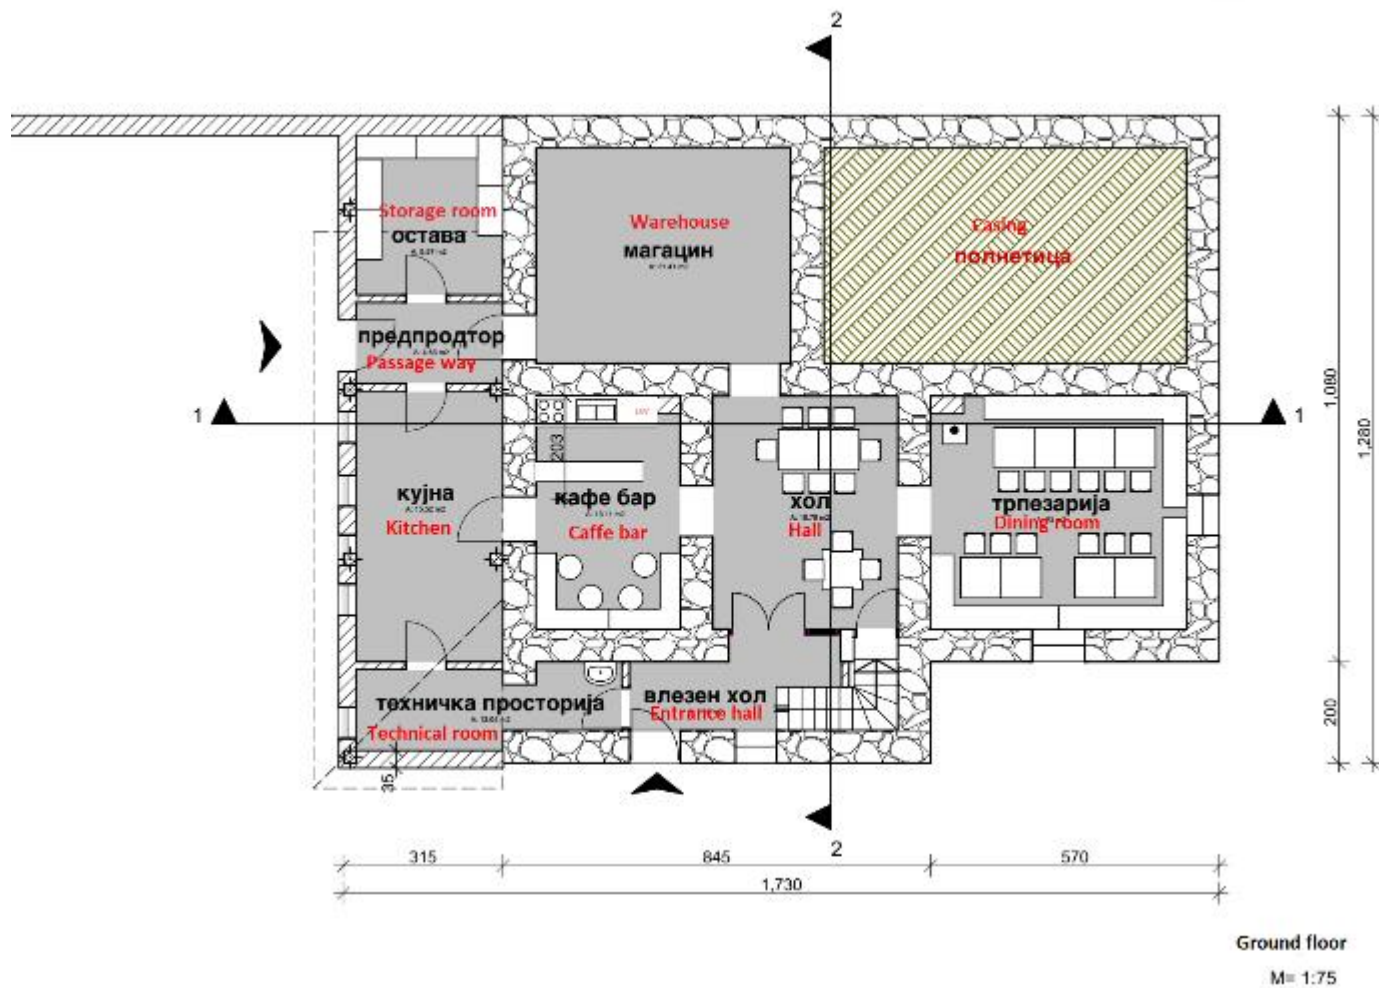 2
Storage room
остава
Warehouse
магацин
Casing
полнетица
предпродтор
Passage way
1
1
203
кујна
Kitchen
кафе бар
Caffe bar
хол
Hall
трпезарија
Dining room
техничка просторија
Technical room
влезен хол
Entrance hall
35
2
1,080
1,280
200
315
845
570
1,730
Ground floor
M= 1:75